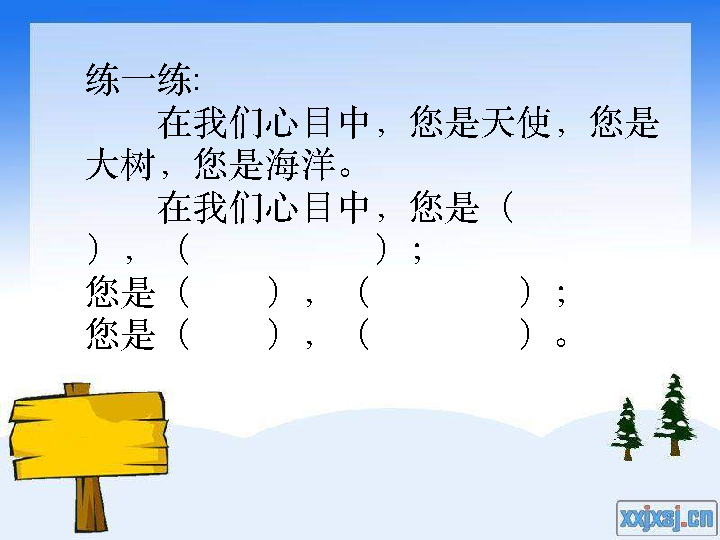 练一练:
在我们心目中，您是天使，您是
大树，您是海洋。
在我们心目中，您是（
），（　　　　　）；
您是（　　），（　　　　）；
您是（　　），（　　　　）。
xxjxsj.cn